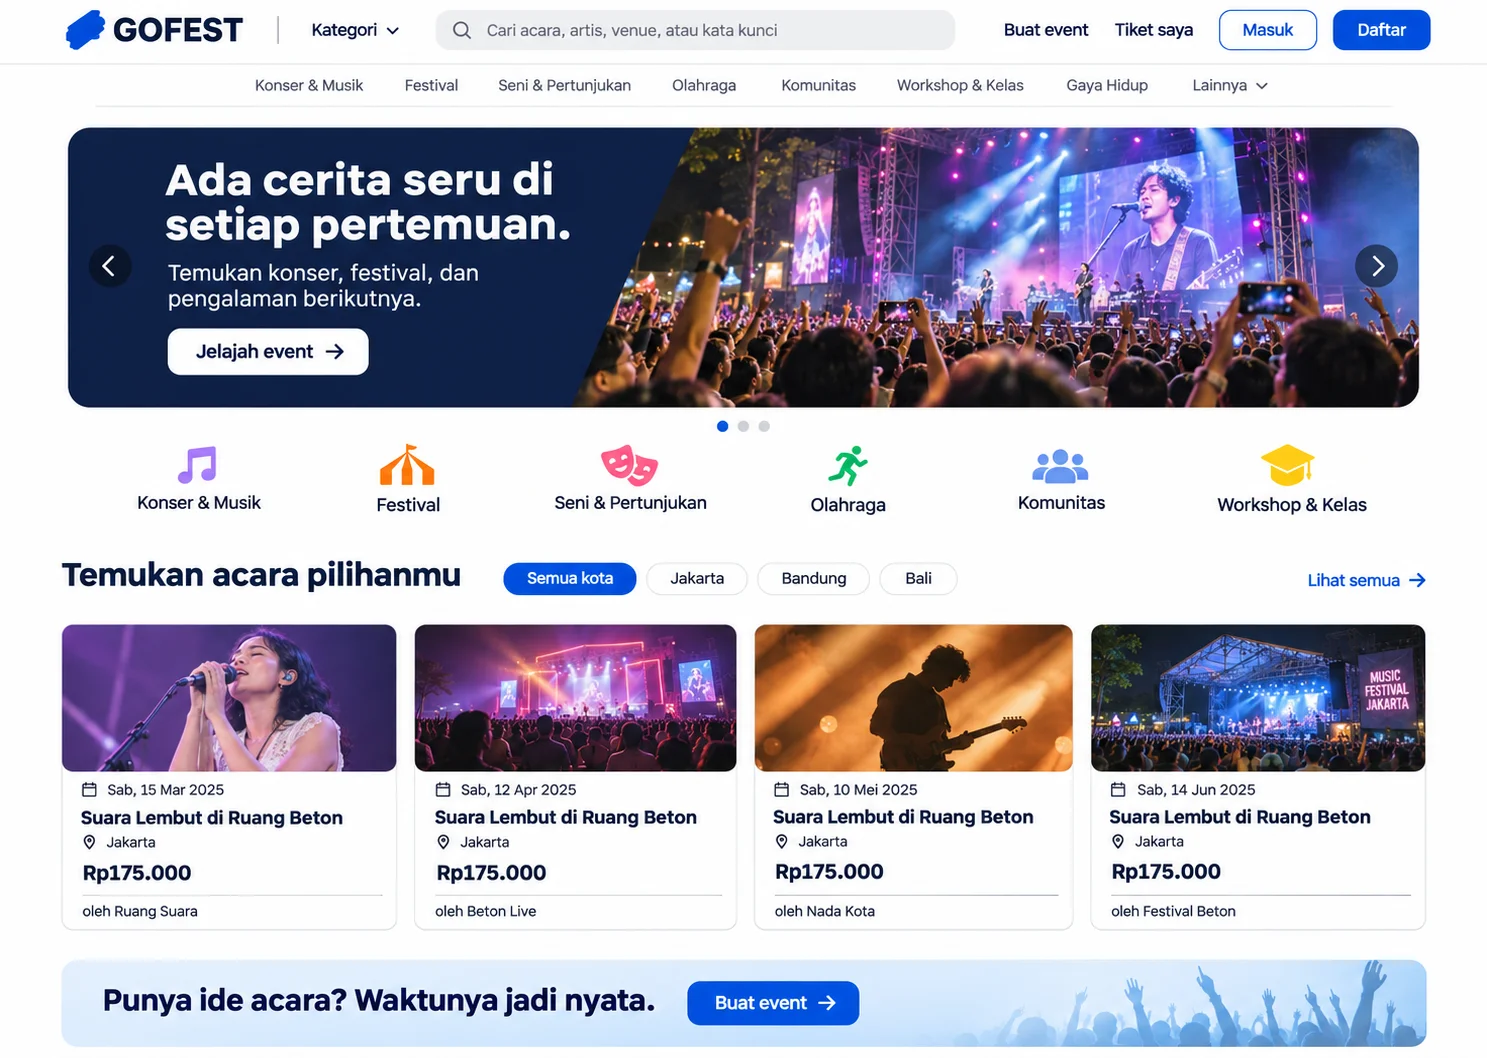 GOFEST
Kategori
Cari acara, artis, venue, atau kata kunci
Buat event
Tiket saya
Masuk
Daftar
Konser & Musik
Festival
Seni & Pertunjukan
Olahraga
Komunitas
Workshop & Kelas
Gaya Hidup
Lainnya
Ada cerita seru di
setiap pertemuan.
Temukan konser, festival, dan
pengalaman berikutnya.
Jelajah event
Konser & Musik
Festival
Seni & Pertunjukan
Olahraga
Komunitas
Workshop & Kelas
Temukan acara pilihanmu
Semua kota
Jakarta
Bandung
Bali
Lihat semua
Sab, 15 Mar 2025
Suara Lembut di Ruang Beton
Jakarta
Rp175.000
oleh Ruang Suara
Sab, 12 Apr 2025
Suara Lembut di Ruang Beton
Jakarta
Rp175.000
oleh Beton Live
Sab, 10 Mei 2025
Suara Lembut di Ruang Beton
Jakarta
Rp175.000
oleh Nada Kota
MUSIC
FESTIVAL
JAKARTA
Sab, 14 Jun 2025
Suara Lembut di Ruang Beton
Jakarta
Rp175.000
oleh Festival Beton
Punya ide acara? Waktunya jadi nyata.
Buat event